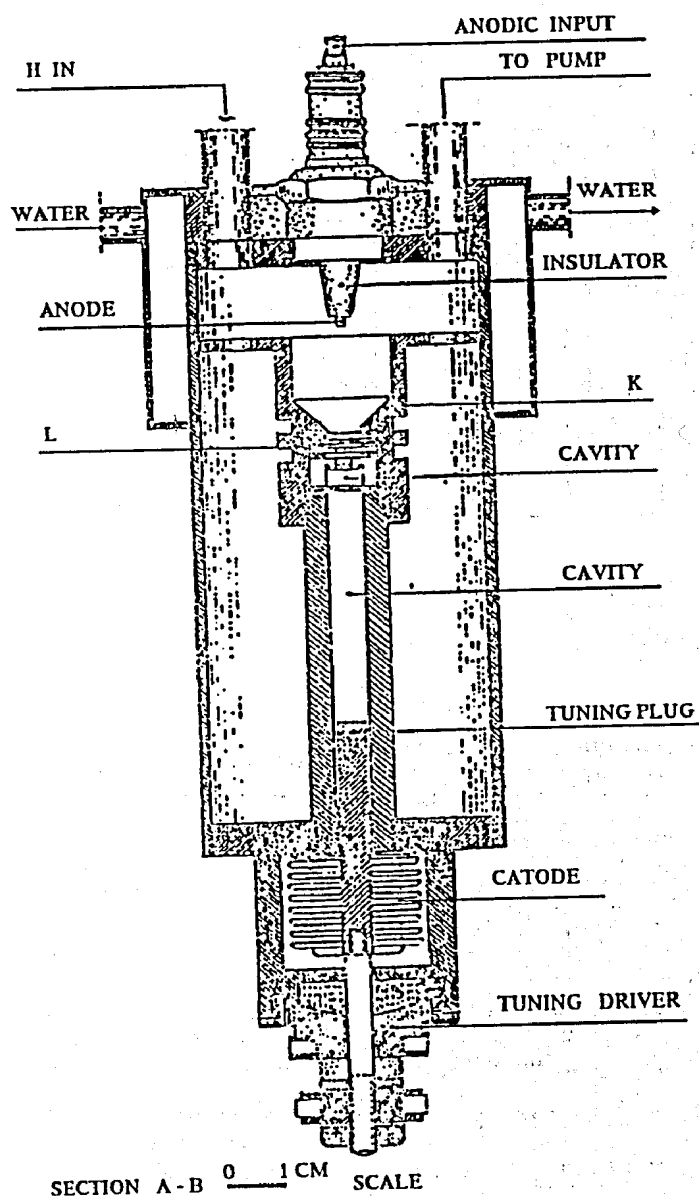 ANODIC INPUT
H IN
TO PUMP
WATER
WATER
INSULATOR
ANODE
K
L
CAVITY
CAVITY
TUNING PLUG
CATODE
TUNING DRIVER
SECTION A - B 0 1 CM SCALE